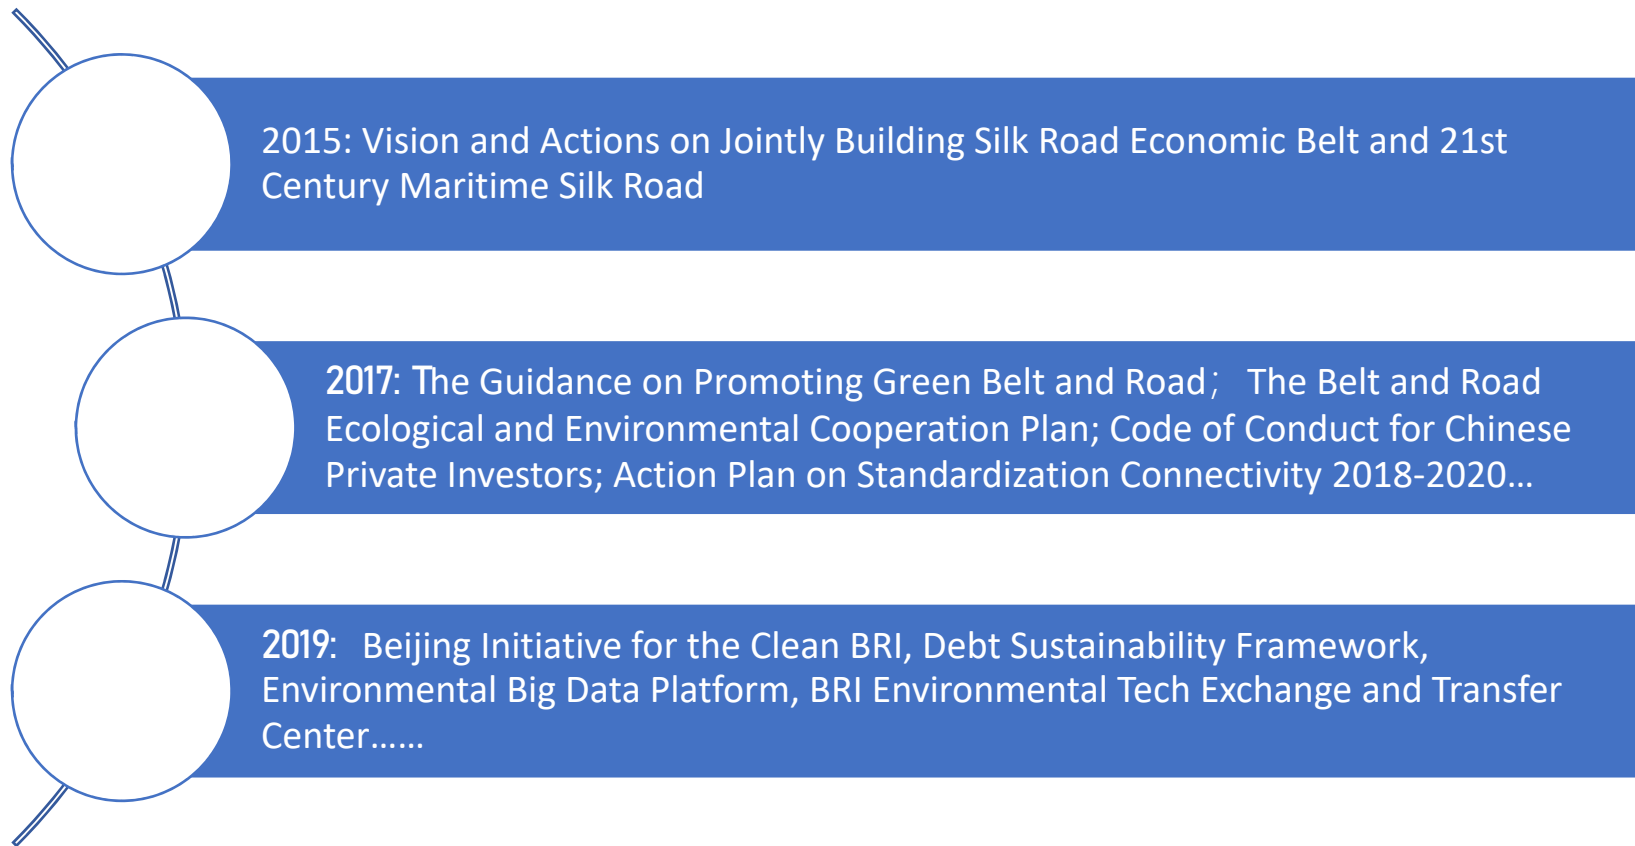 2015: Vision and Actions on Jointly Building Silk Road Economic Belt and 21st
Century Maritime Silk Road
2017: The Guidance on Promoting Green Belt and Road； The Belt and Road
Ecological and Environmental Cooperation Plan; Code of Conduct for Chinese
Private Investors; Action Plan on Standardization Connectivity 2018-2020…
2019: Beijing Initiative for the Clean BRI, Debt Sustainability Framework,
Environmental Big Data Platform, BRI Environmental Tech Exchange and Transfer
Center……